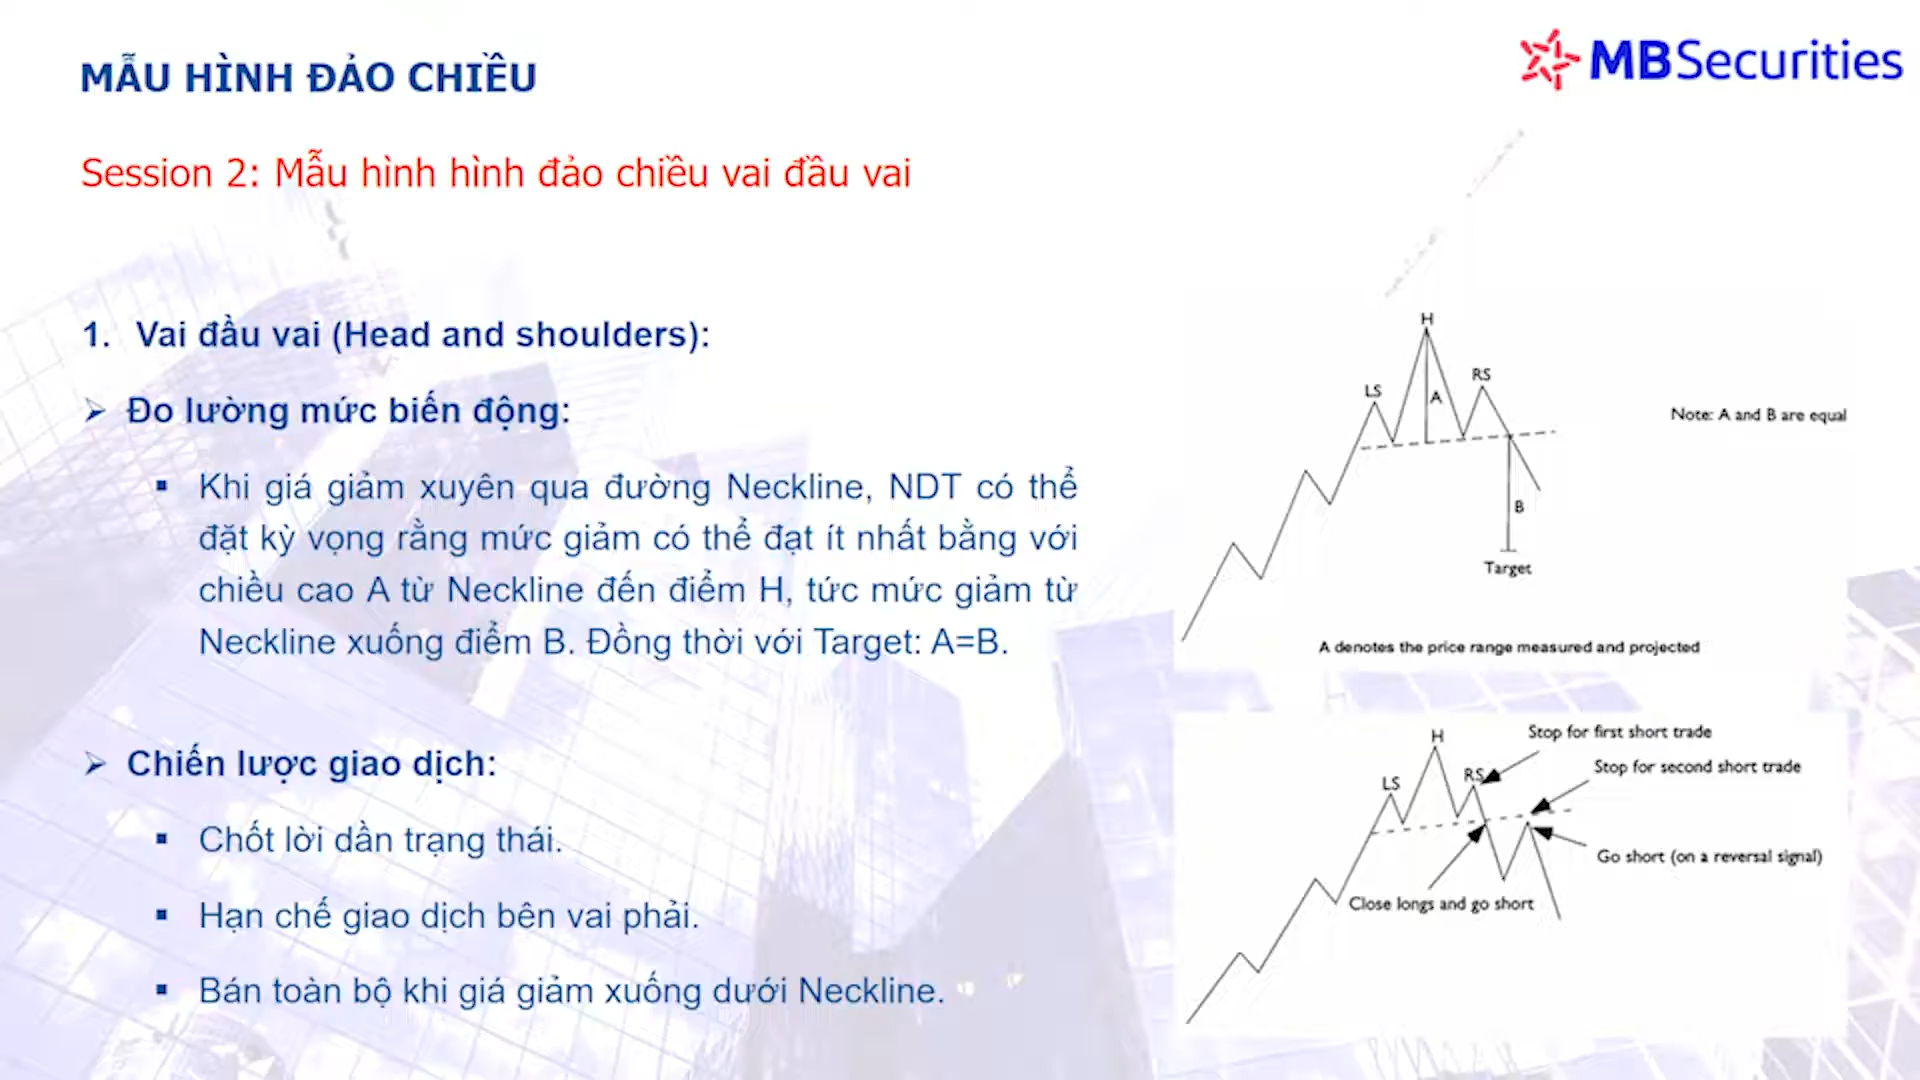 MẪU HÌNH ĐẢO CHIỀU
MBSecurities
Session 2: Mẫu hình hình đảo chiều vai đầu vai
1. Vai đầu vai (Head and shoulders):
➢ Đo lường mức biến động:
▪ Khi giá giảm xuyên qua đường Neckline, NDT có thể
đặt kỳ vọng rằng mức giảm có thể đạt ít nhất bằng với
chiều cao A từ Neckline đến điểm H, tức mức giảm từ
Neckline xuống điểm B. Đồng thời với Target: A=B.
➢ Chiến lược giao dịch:
▪ Chốt lời dần trạng thái.
▪ Hạn chế giao dịch bên vai phải.
▪ Bán toàn bộ khi giá giảm xuống dưới Neckline.
H
RS
LS
A
Note: A and B are equal
B
Target
A denotes the price range measured and projected
Stop for first short trade
H
Stop for second short trade
RS
LS
Go short (on a reversal signal)
Close longs and go short